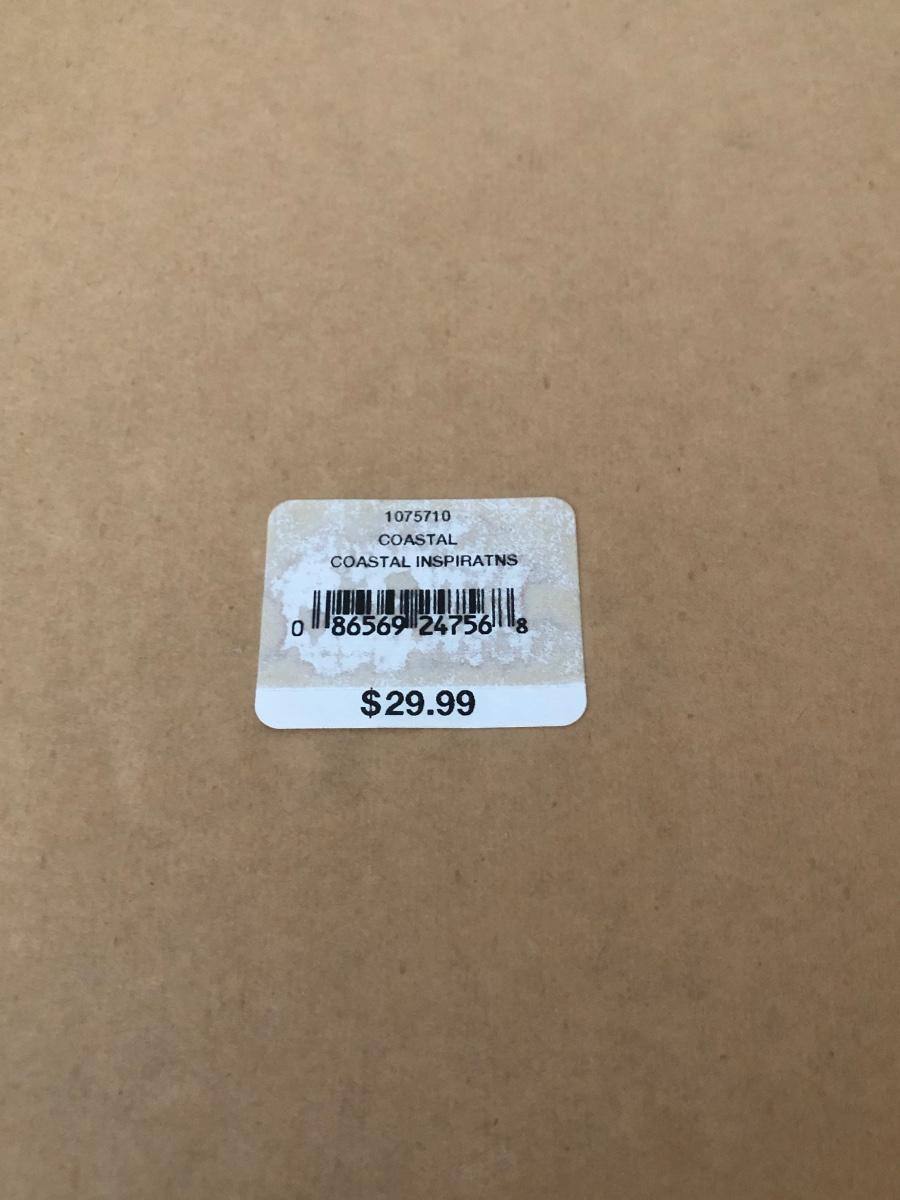 1075710
COASTAL
COASTAL INSPIRATNS
0 86569 24756 8
$29.99